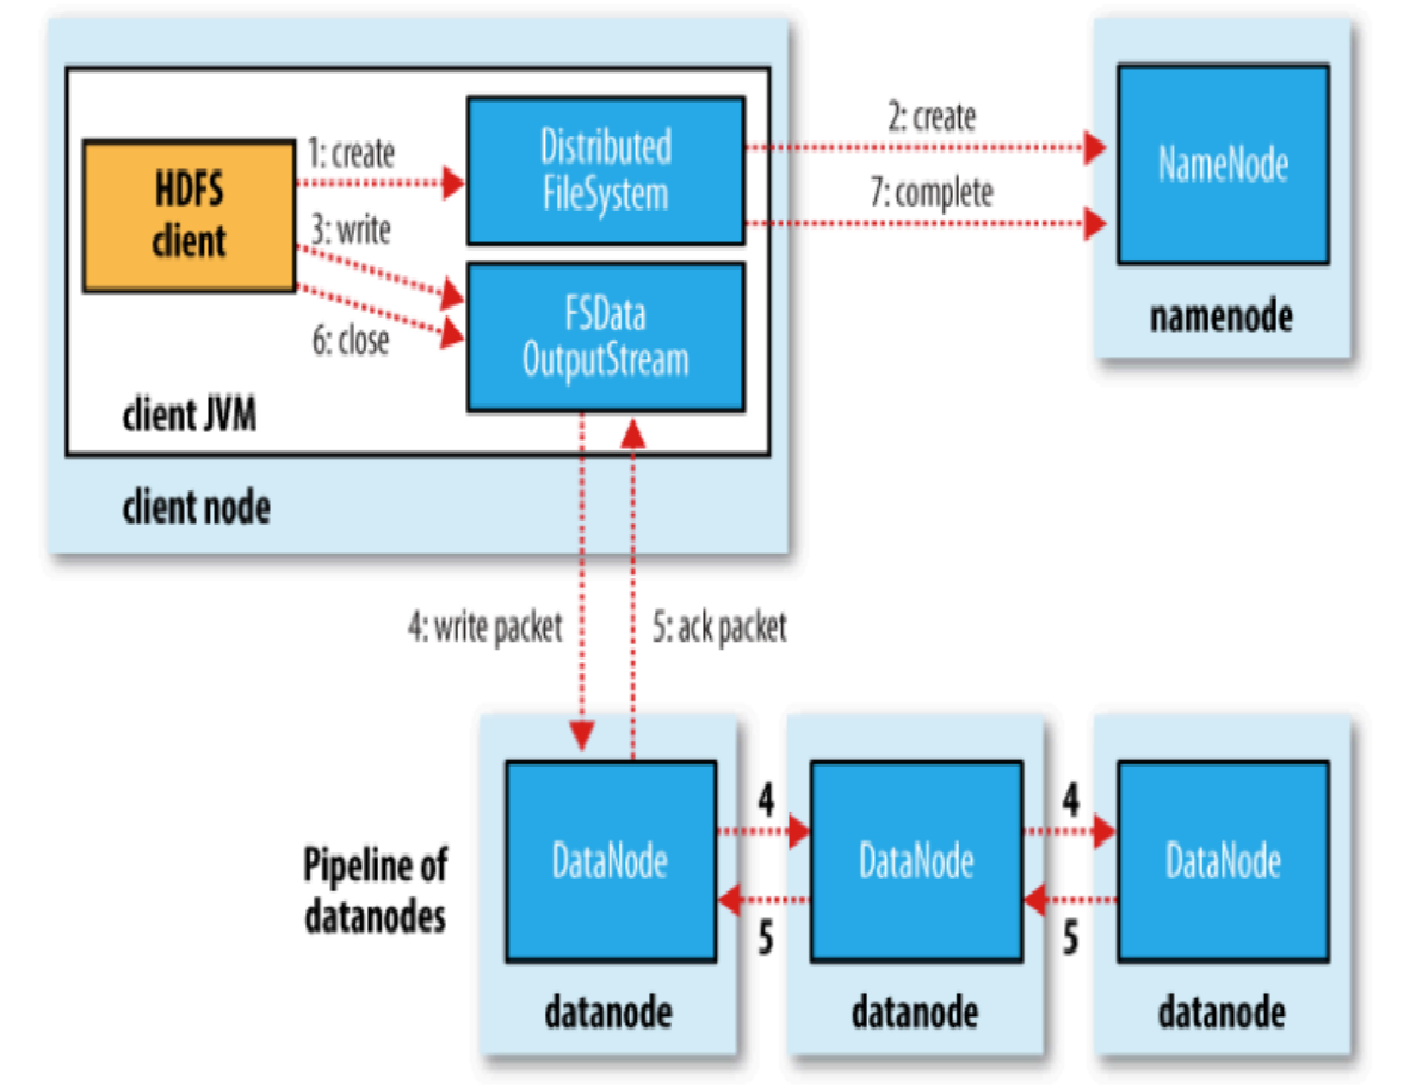 1: create
HDFS
client
3: write
6: close
client JVM
client node
Distributed
FileSystem
FSData
OutputStream
2: create
7: complete
NameNode
namenode
4: write packet
5: ack packet
Pipeline of
datanodes
DataNode
datanode
4
5
DataNode
datanode
4
5
DataNode
datanode